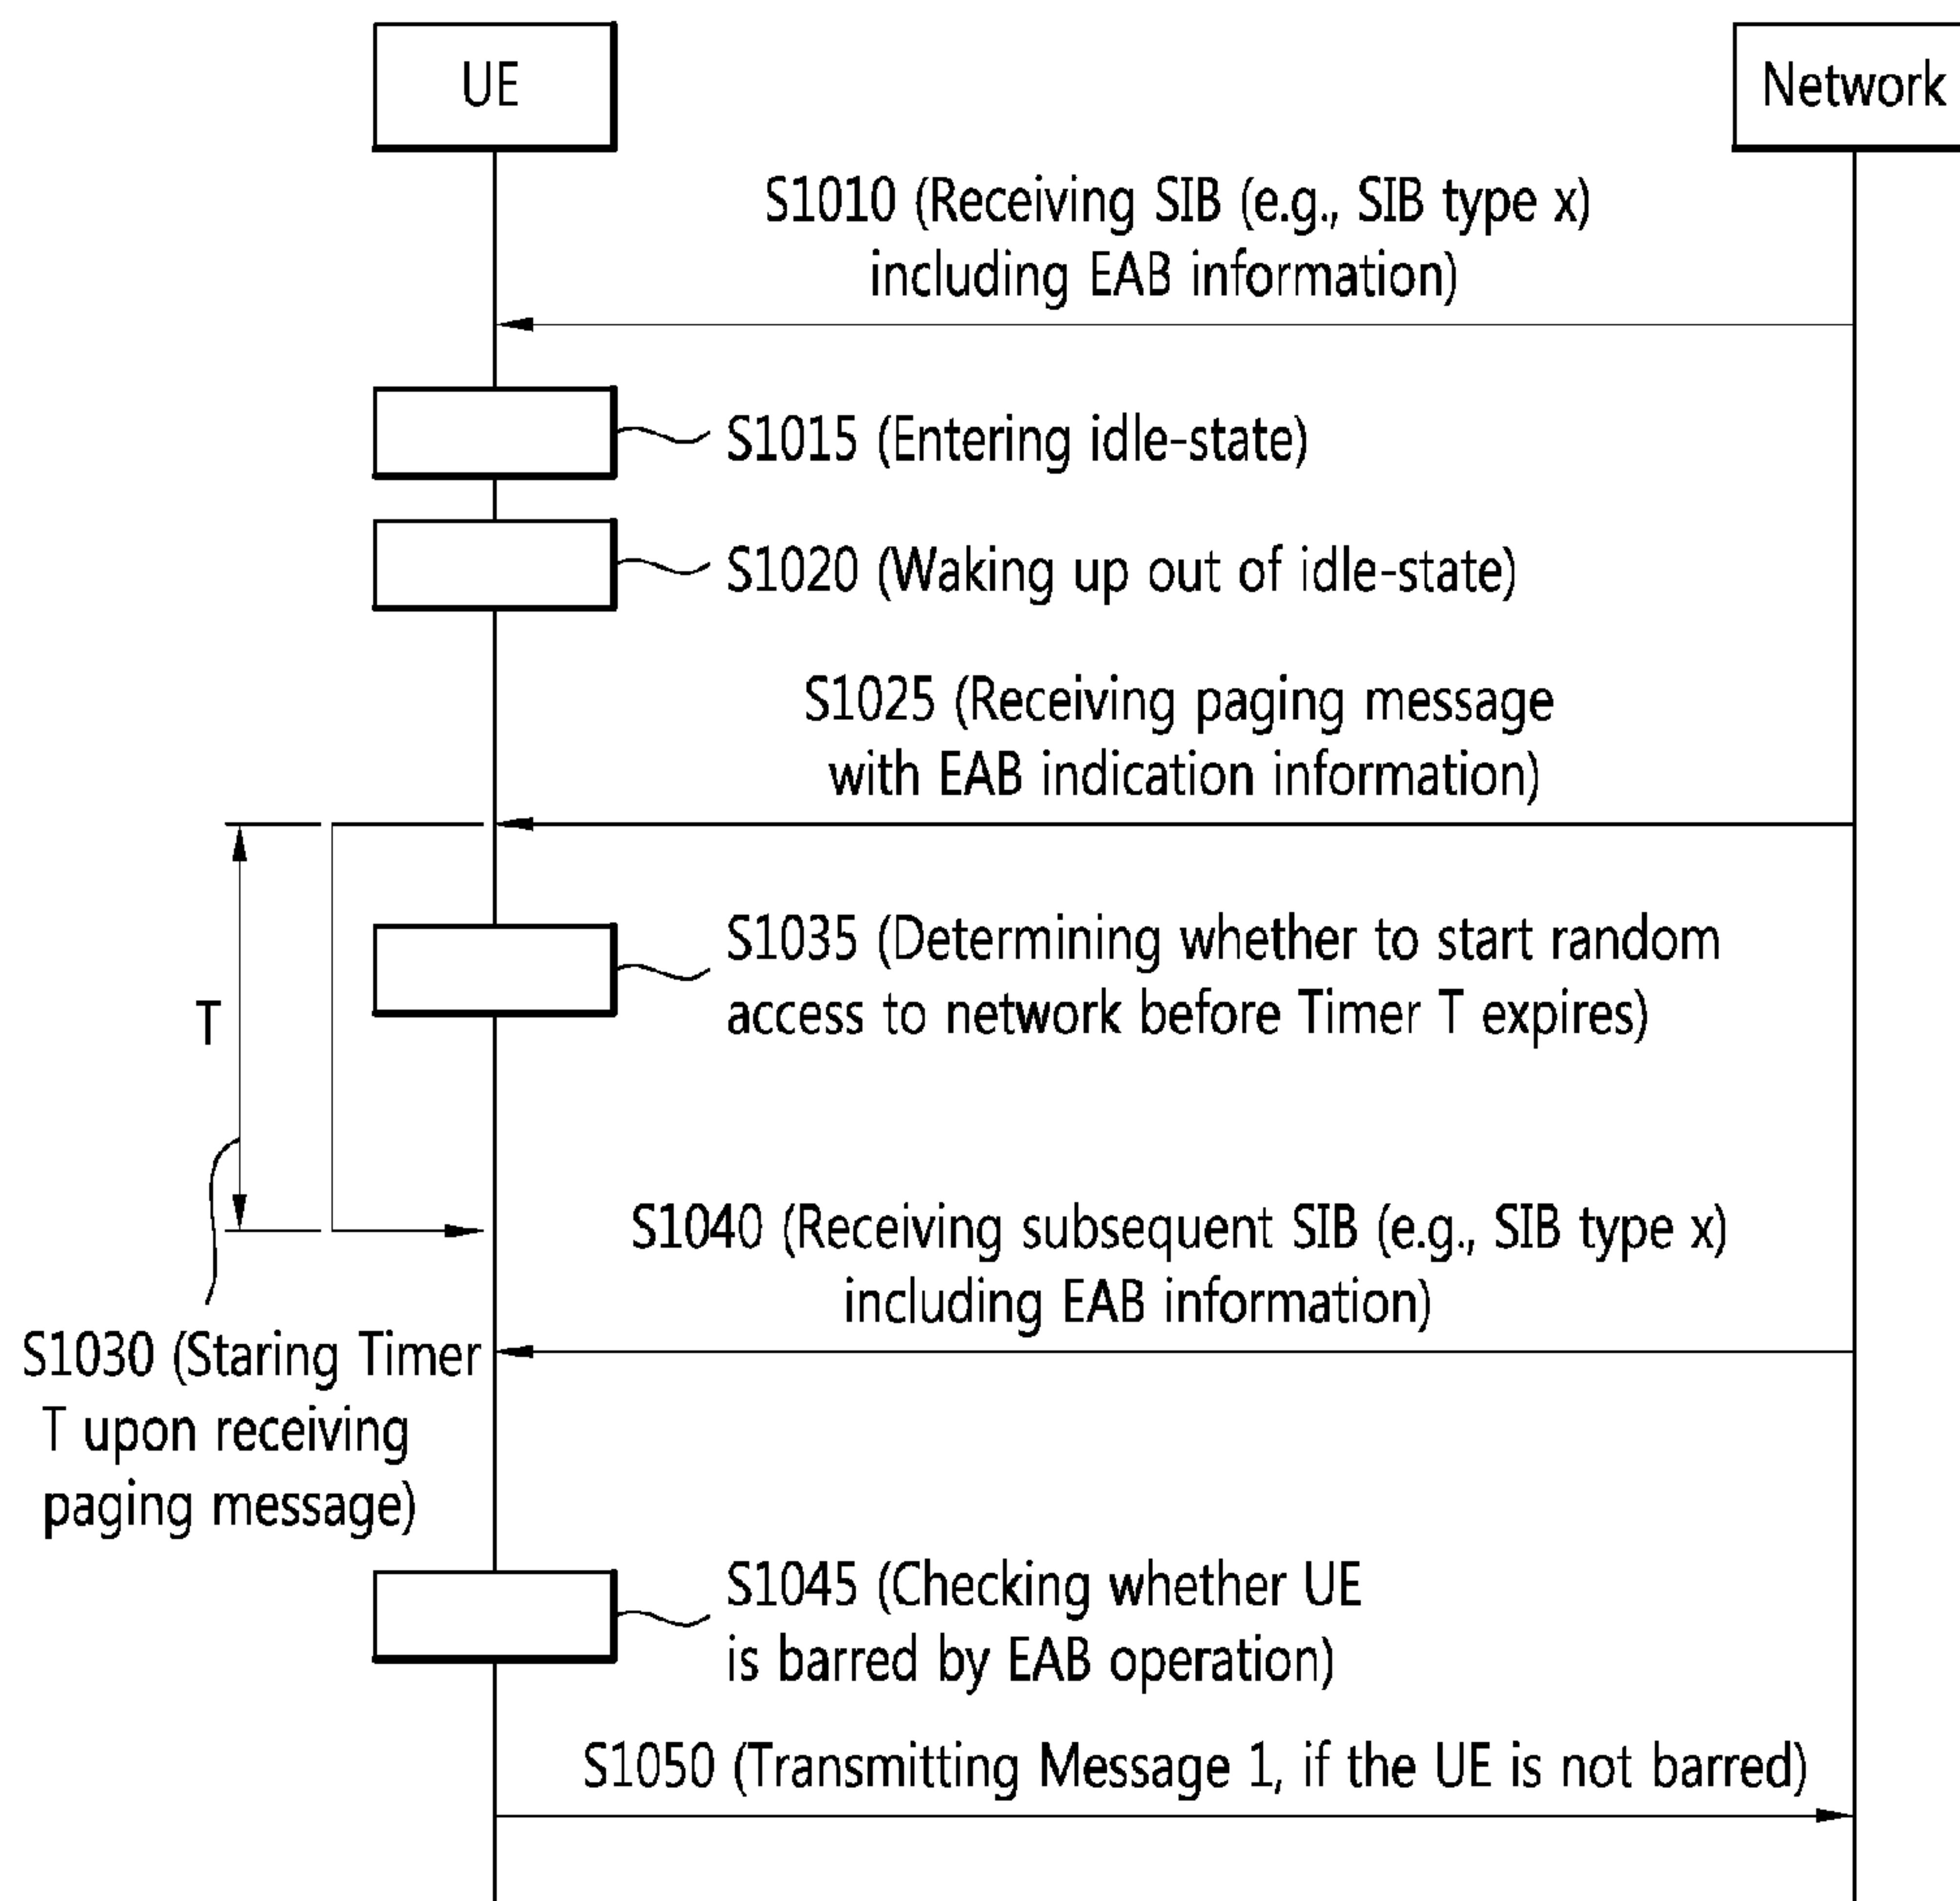 UE
Network
S1010 (Receiving SIB (e.g., SIB type x)
including EAB information)
S1015 (Entering idle-state)
S1020 (Waking up out of idle-state)
S1025 (Receiving paging message
with EAB indication information)
S1035 (Determining whether to start random
access to network before Timer T expires)
T
S1040 (Receiving subsequent SIB (e.g., SIB type x)
including EAB information)
S1030 (Staring Timer
T upon receiving
paging message)
S1045 (Checking whether UE
is barred by EAB operation)
S1050 (Transmitting Message 1, if the UE is not barred)